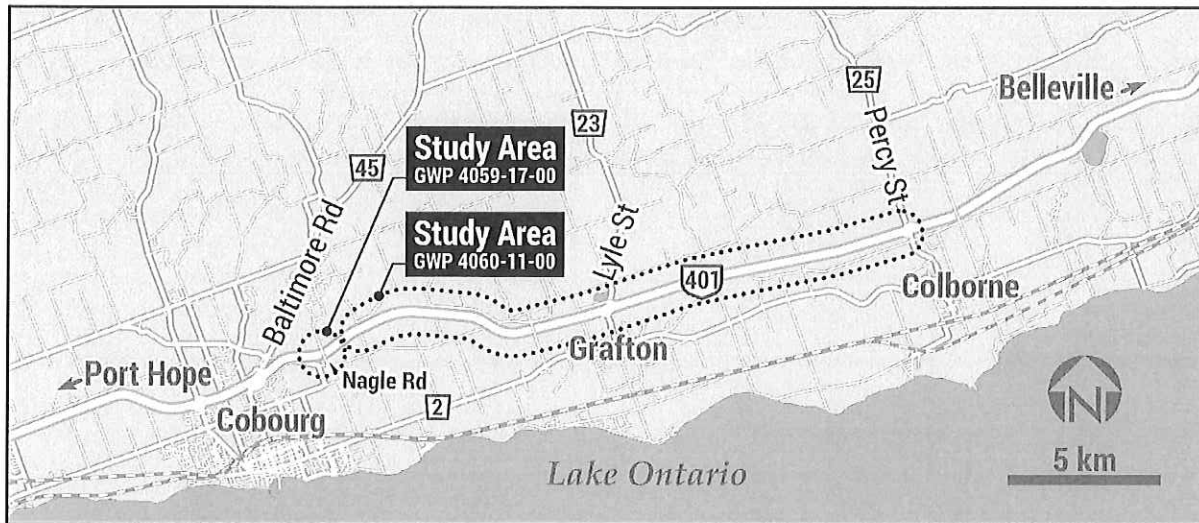 Belleville
25
Percy St
23
Study Area
GWP 4059-17-00
45
Baltimore Rd
Study Area
GWP 4060-11-00
Lyle St
401
Colborne
Grafton
Port Hope
Nagle Rd
2
Cobourg
N
5 km
Lake Ontario